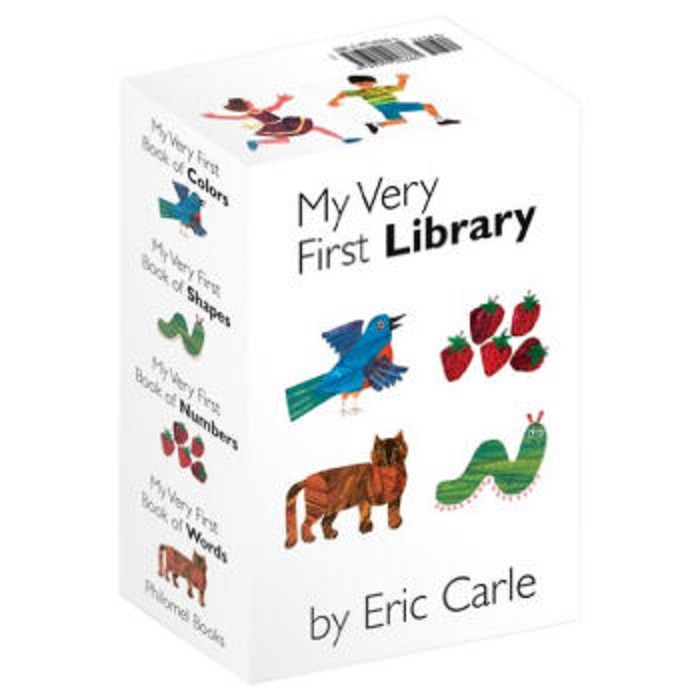 My Very
First Library
by Eric Carle
My Very First
Book of Colors
My Very First
Book of Shapes
My Very First
Book of Numbers
My Very First
Book of Words
Philomel Books